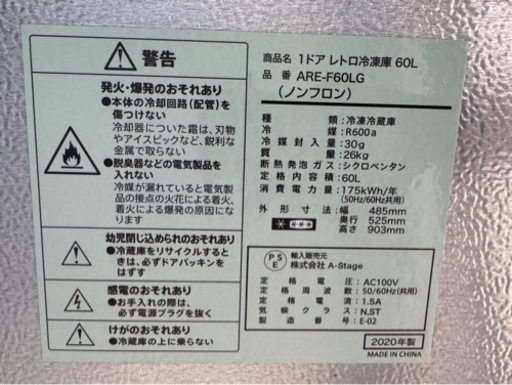 警告
発火・爆発のおそれあり
●本体の冷却回路(配管)を
傷つけない
冷却器についた霜は、刃物
やアイスピックなど、鋭利な
金属で取らない
●脱臭器などの電気製品を
入れない
冷媒が漏れていると電気製
品の接点の火花による着火、
着火による爆発の原因にな
ります
幼児閉じ込められのおそれあり
●冷蔵庫をリサイクルすると
きは、必ずドアパッキンを
はずす
感電のおそれあり
●お手入れの際は、
必ず電源プラグを抜く
けがのおそれあり
●冷蔵庫の上に乗らない
商品名 1ドア レトロ冷凍庫 60L
品番 ARE-F60LG
(ノンフロン)
種類:冷凍冷蔵庫
冷媒:R600a
冷媒封入量:30g
質量:26kg
断熱発泡ガス:シクロペンタン
定格内容積:60L
消費電力量:175kWh/年
(50Hz/60Hz共用)
外形寸法:幅 485mm
奥行 525mm
高さ 903mm
PSE
輸入販売元
株式会社 A-Stage
定格電圧:AC100V
定格周波数:50/60Hz(共用)
定格電流:1.5A
気候クラス:N,ST
製造番号:E-02
2020年製
MADE IN CHINA